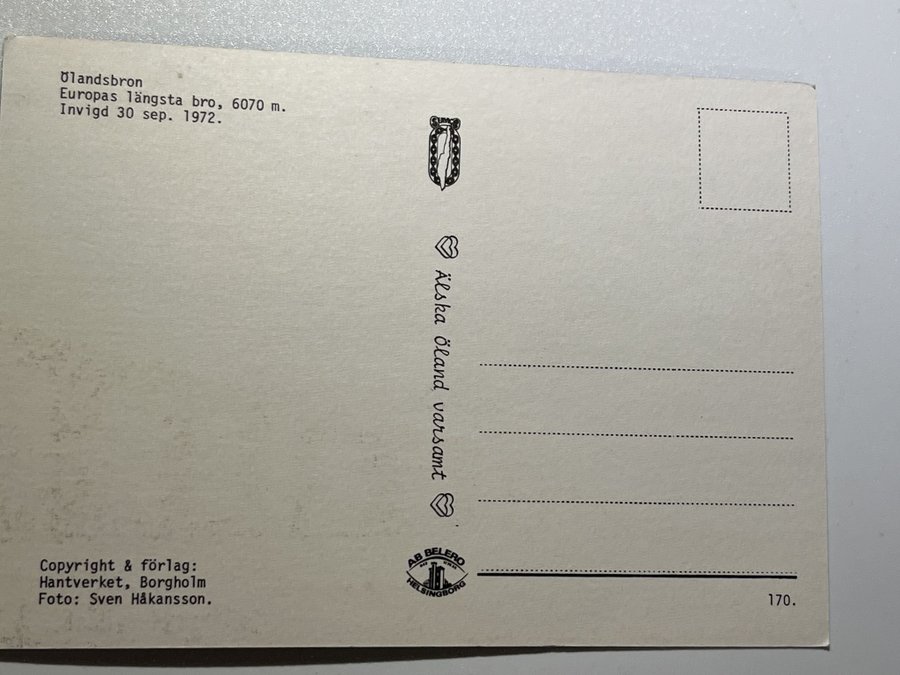 Ölandsbron
Europas längsta bro, 6070 m.
Invigd 30 sep. 1972.
Älska Öland varsamt
Copyright & förlag:
Hantverket, Borgholm
Foto: Sven Håkansson.
AB BELERO
HELSINGBORG
170.